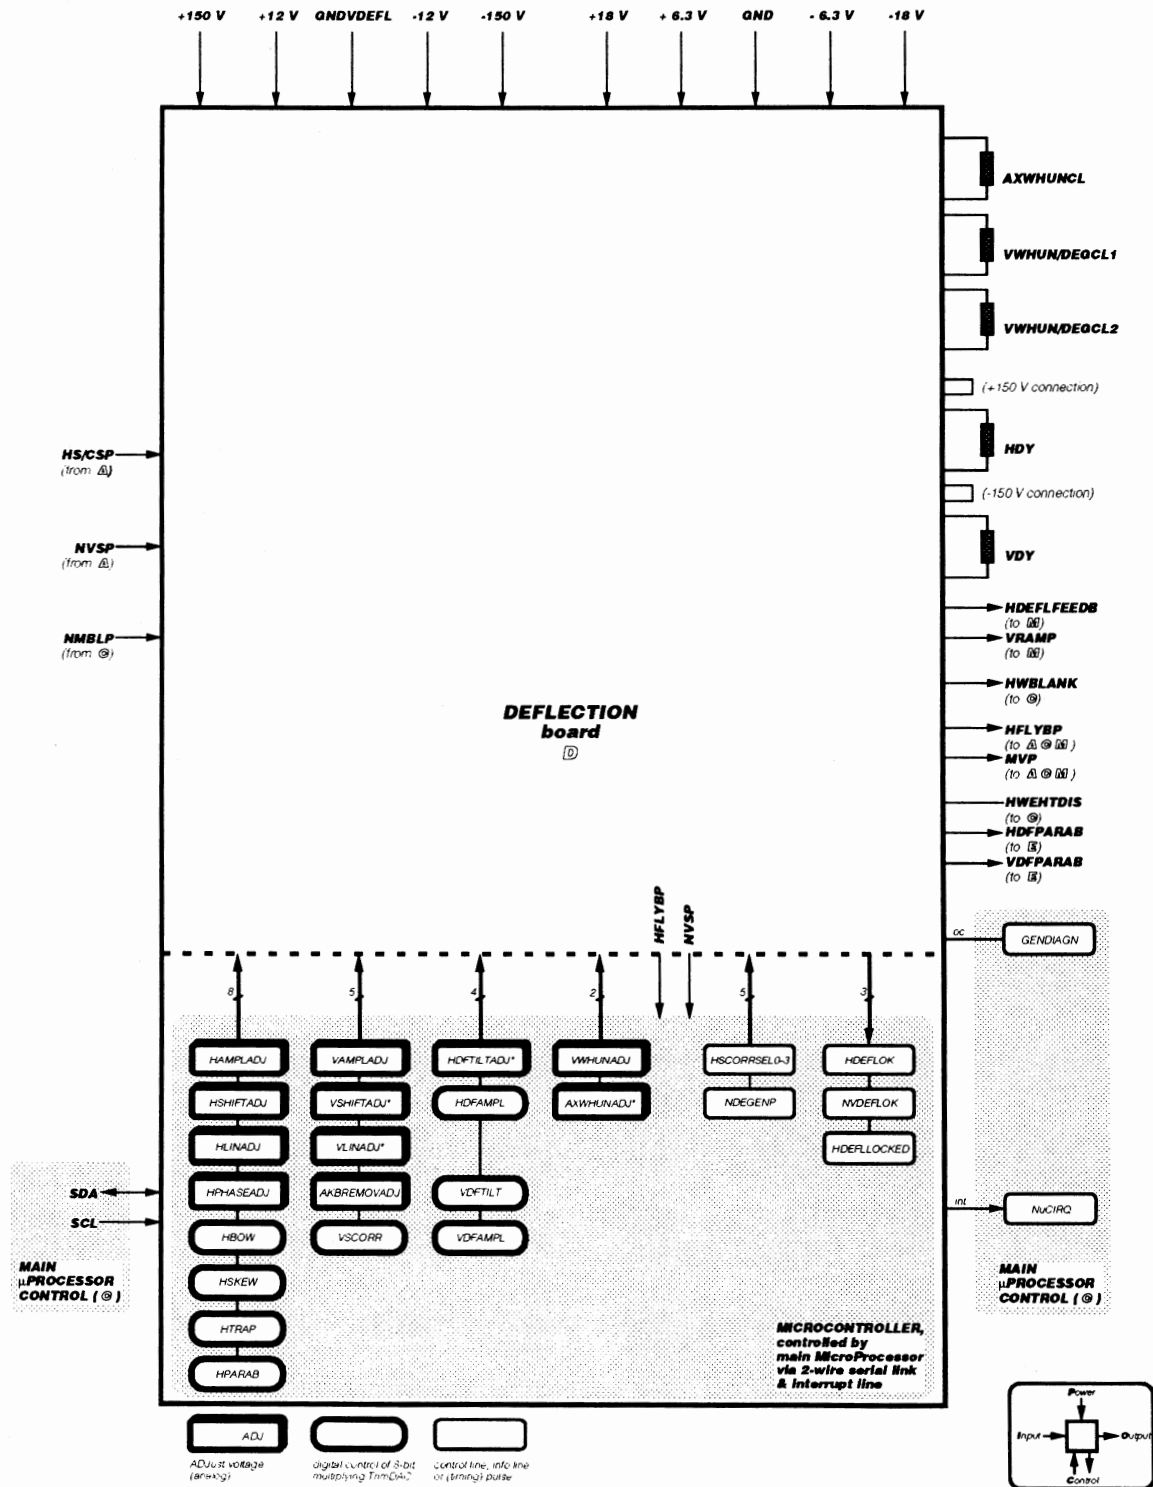 +150 V +12 V GNDVDEFL -12 V -150 V +18 V + 6.3 V GND - 6.3 V -18 V
AXWHUNCL
VWHUN/DEGCL1
VWHUN/DEGCL2
(+150 V connection)
HDY
(-150 V connection)
VDY
HS/CSP
(from A)
NVSP
(from A)
NMBLP
(from G)
HDEFLFEEDB
(to M)
VRAMP
(to M)
HWBLANK
(to G)
HFLYBP
(to A G M)
MVP
(to A G M)
HWEHTDIS
(to G)
HDFPARAB
(to E)
VDFPARAB
(to E)
DEFLECTION
board
D
HFLYBP
NVSP
OC
GENDIAGN
8 5 4 2 5 3
HAMPLADJ VAMPLADJ HDFTILTADJ* VWHUNADJ HSCORRSEL0-3 HDEFLOK
HSHIFTADJ VSHIFTADJ* HDFAMPL AXWHUNADJ* NDEGENP NVDEFLOK
HLINADJ VLINADJ* HDEFLLOCKED
HPHASEADJ AKBREMOVADJ VDFTILT
HBOW VSCORR VDFAMPL
HSKEW
HTRAP
HPARAB
SDA
SCL
MAIN
µPROCESSOR
CONTROL ( G )
int.
NuCIRQ
MAIN
µPROCESSOR
CONTROL ( G )
MICROCONTROLLER,
controlled by
main MicroProcessor
via 2-wire serial link
& interrupt line
ADJ
ADJust voltage
(analog)
digital control of 8-bit
multiplying TrimDAC
control line, info line
or (timing) pulse
Power
Input
Output
Control